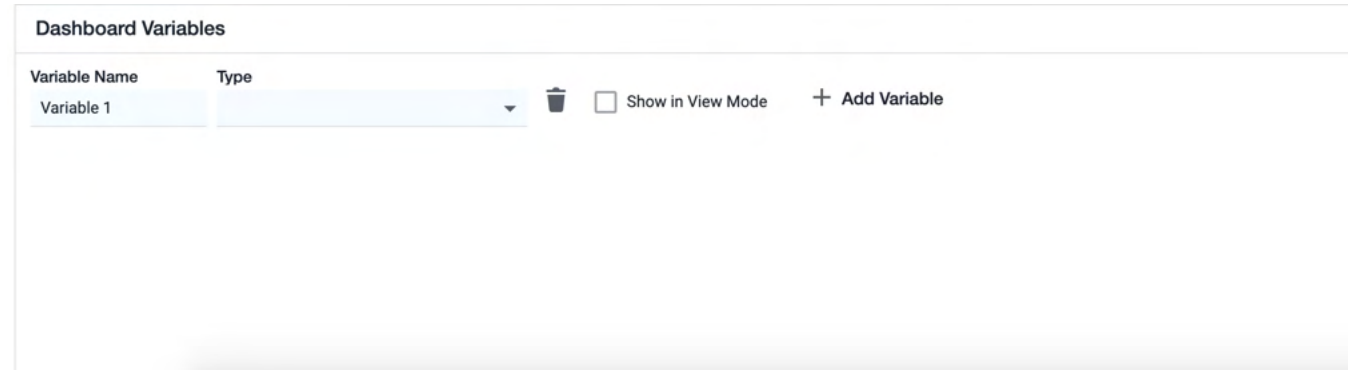 Dashboard Variables
Variable Name Type
Variable 1 Show in View Mode + Add Variable